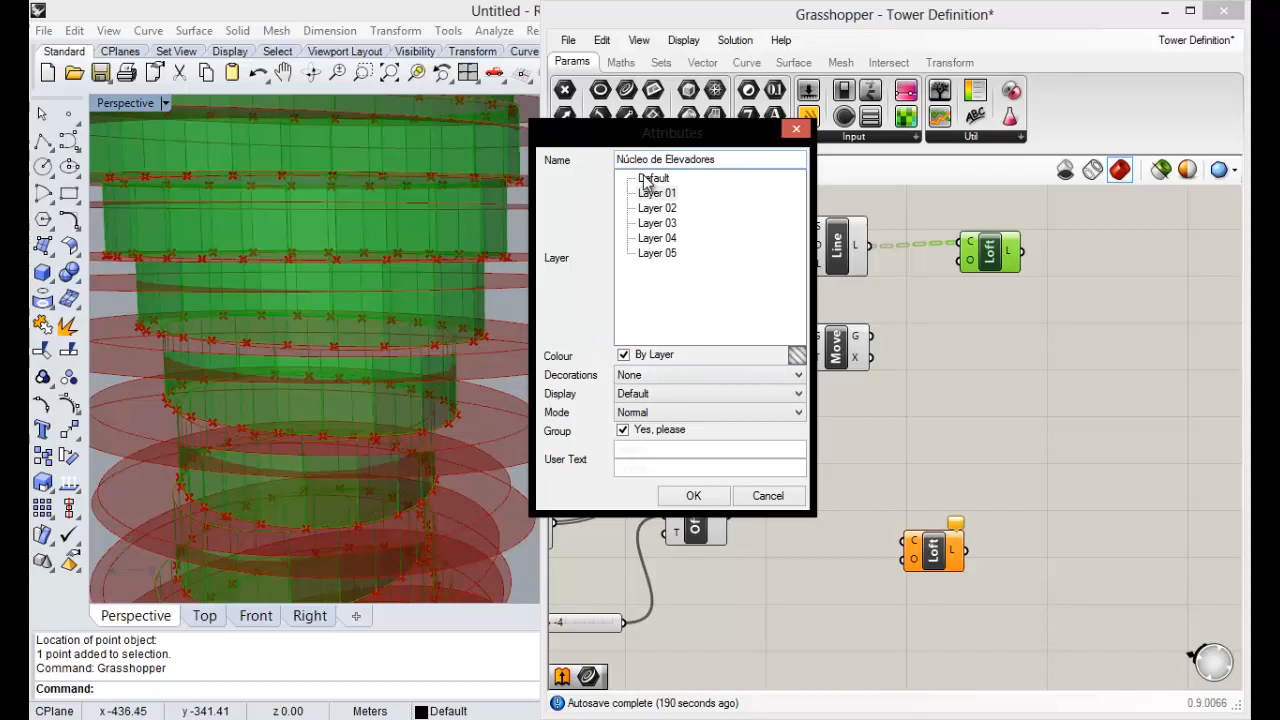 Untitled - R
File Edit View Curve Surface Solid Mesh Dimension Transform Tools Analyze Re
Standard CPlanes Set View Display Select Viewport Layout Visibility Transform Curve
Perspective
Perspective Top Front Right
Location of point object:
1 point added to selection.
Command: Grasshopper
Command:
CPlane x -436.45 y -341.41 z 0.00 Meters Default
Grasshopper - Tower Definition*
File Edit View Display Solution Help Tower Definition*
Params Maths Sets Vector Curve Surface Mesh Intersect Transform
Input Util
Attributes
Name Núcleo de Elevadores
Default
Layer 01
Layer 02
Layer 03
Layer 04
Layer 05
Layer
Colour By Layer
Decorations None
Display Default
Mode Normal
Group Yes, please
User Text
OK Cancel
Line L
C O Loft L
Move G X
T
C O Loft L
-4
Autosave complete (190 seconds ago) 0.9.0066